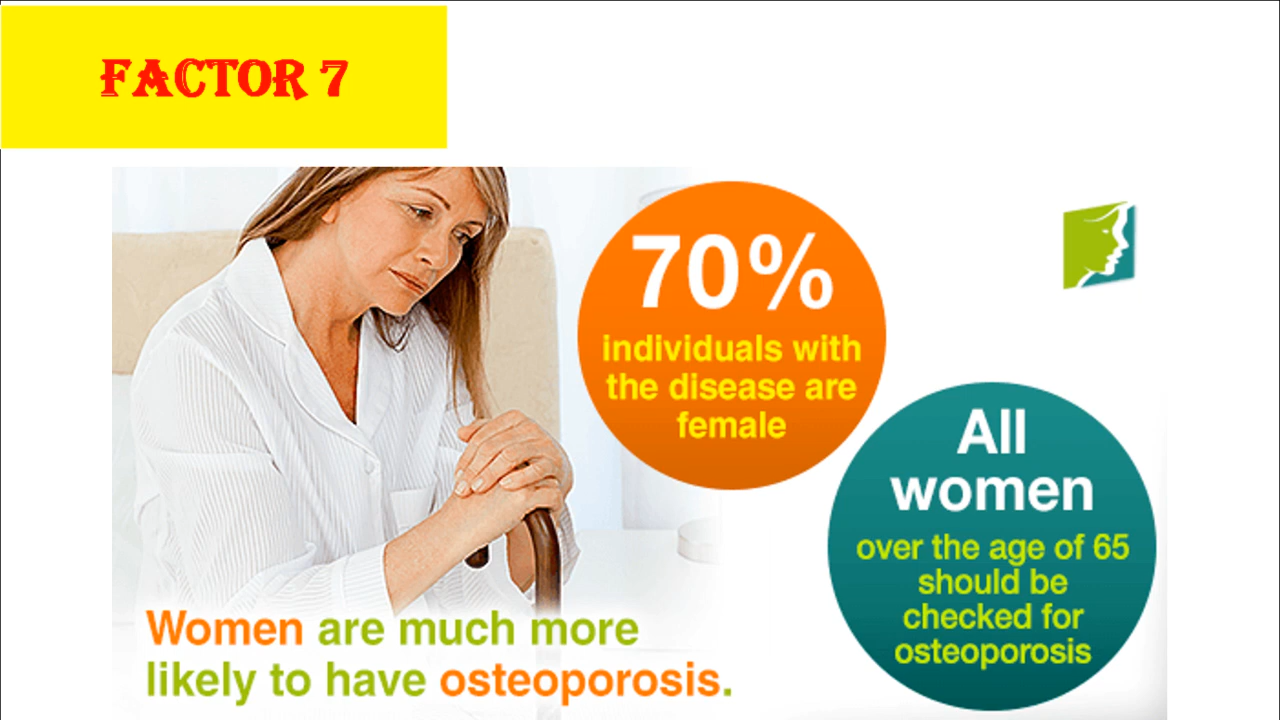 FACTOR 7
70%
individuals with
the disease are
female
All
women
over the age of 65
should be
checked for
osteoporosis
Women are much more
likely to have osteoporosis.